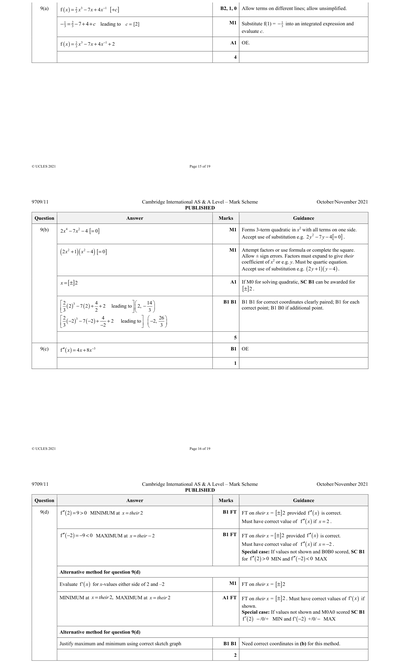 9(a) f(x) = 2/3 x³ − 7x + 4x⁻¹ [+c] B2, 1, 0 Allow terms on different lines; allow unsimplified.
−1/3 = 2/3 − 7 + 4 + c leading to c = [2] M1 Substitute f(1) = −1/3 into an integrated expression and
evaluate c.
f(x) = 2/3 x³ − 7x + 4x⁻¹ + 2 A1 OE.
4
© UCLES 2021 Page 15 of 19
9709/11 Cambridge International AS & A Level – Mark Scheme October/November 2021
PUBLISHED
Question Answer Marks Guidance
9(b) 2x⁴ − 7x² − 4 [= 0] M1 Forms 3-term quadratic in x² with all terms on one side.
Accept use of substitution e.g. 2y² − 7y − 4[= 0].
(2x² + 1)(x² − 4) [= 0] M1 Attempt factors or use formula or complete the square.
Allow ± sign errors. Factors must expand to give their
coefficient of x² or e.g. y. Must be quartic equation.
Accept use of substitution e.g. (2y + 1)(y − 4).
x = [±]2 A1 If M0 for solving quadratic, SC B1 can be awarded for
[±]2.
[2/3 (2)³ − 7(2) + 4/2 + 2 leading to] (2, −14/3) B1 B1 B1 B1 for correct coordinates clearly paired; B1 for each
correct point; B1 B0 if additional point.
[2/3 (−2)³ − 7(−2) + 4/−2 + 2 leading to] (−2, 26/3)
5
9(c) f″(x) = 4x + 8x⁻³ B1 OE
1
© UCLES 2021 Page 16 of 19
9709/11 Cambridge International AS & A Level – Mark Scheme October/November 2021
PUBLISHED
Question Answer Marks Guidance
9(d) f″(2) = 9 > 0 MINIMUM at x = their 2 B1 FT FT on their x = [±]2 provided f″(x) is correct.
Must have correct value of f″(x) if x = 2.
f″(−2) = −9 < 0 MAXIMUM at x = their − 2 B1 FT FT on their x = [±]2 provided f″(x) is correct.
Must have correct value of f″(x) if x = −2.
Special case: If values not shown and B0B0 scored, SC B1
for f″(2) > 0 MIN and f″(−2) < 0 MAX
Alternative method for question 9(d)
Evaluate f′(x) for x-values either side of 2 and −2 M1 FT on their x = [±]2
MINIMUM at x = their 2, MAXIMUM at x = their − 2 A1 FT FT on their x = [±]2. Must have correct values of f′(x) if
shown.
Special case: If values not shown and M0A0 scored SC B1
f′(2) −/0/+ MIN and f′(−2) +/0/− MAX
Alternative method for question 9(d)
Justify maximum and minimum using correct sketch graph B1 B1 Need correct coordinates in (b) for this method.
2